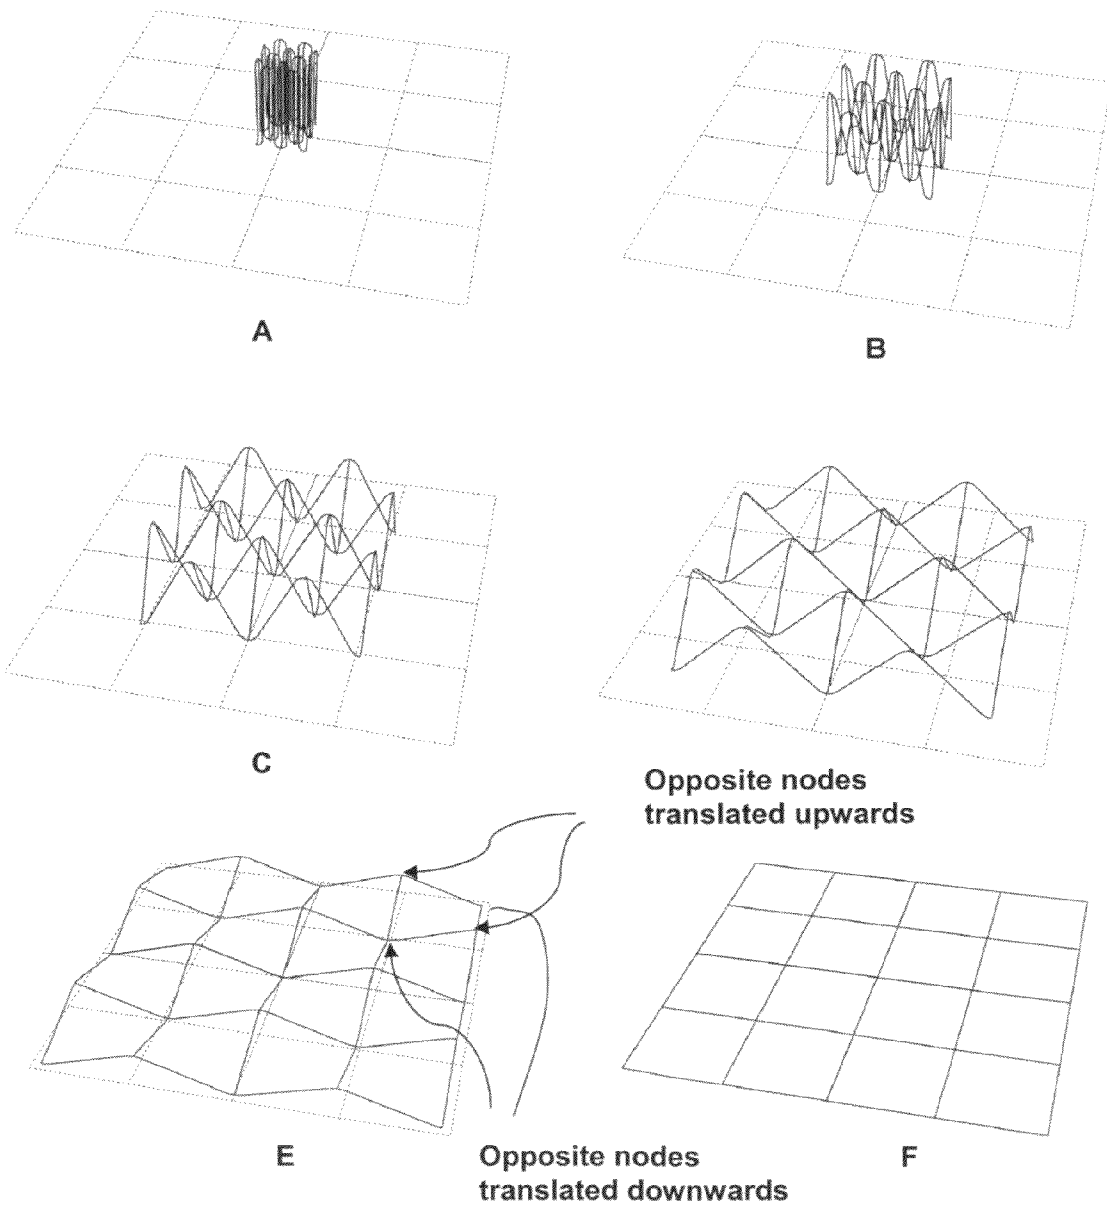 A
B
C
Opposite nodes
translated upwards
E
F
Opposite nodes
translated downwards